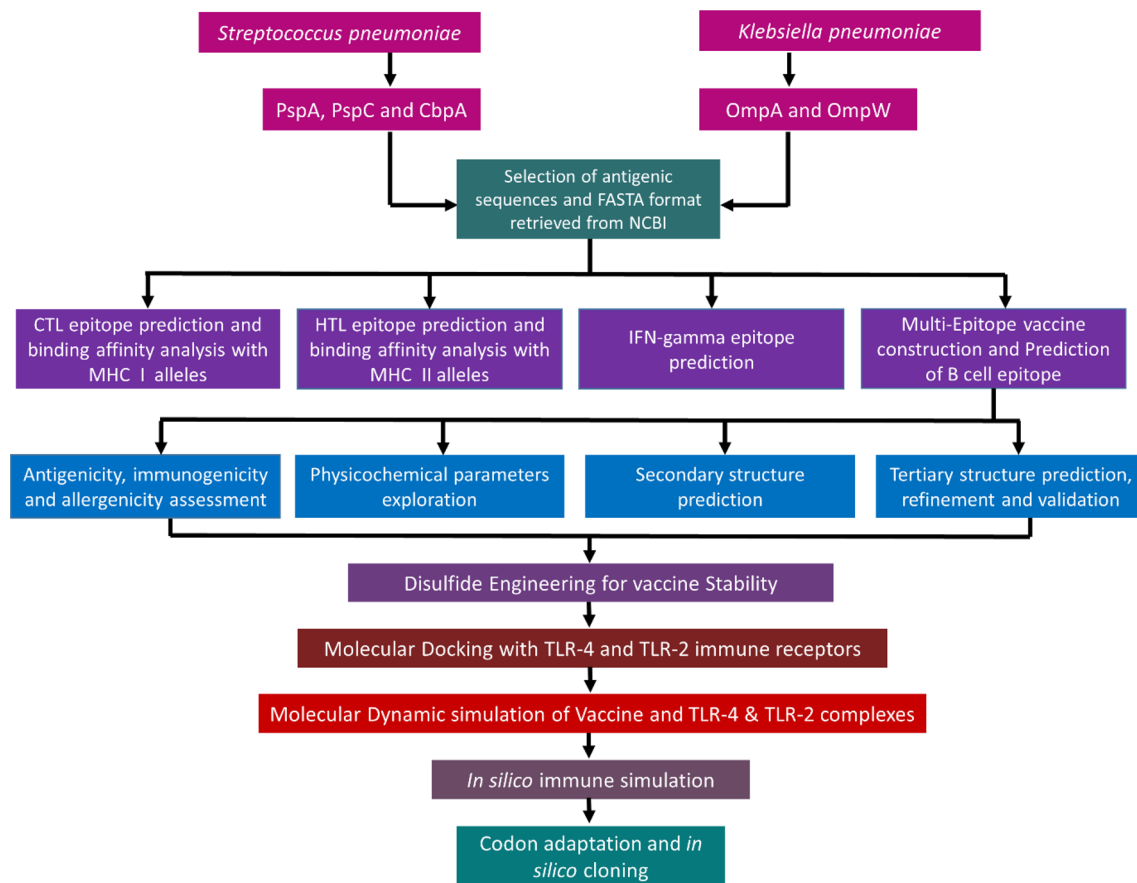 Streptococcus pneumoniae
Klebsiella pneumoniae
PspA, PspC and CbpA
OmpA and OmpW
Selection of antigenic
sequences and FASTA format
retrieved from NCBI
CTL epitope prediction and
binding affinity analysis with
MHC I alleles
HTL epitope prediction and
binding affinity analysis with
MHC II alleles
IFN-gamma epitope
prediction
Multi-Epitope vaccine
construction and Prediction
of B cell epitope
Antigenicity, immunogenicity
and allergenicity assessment
Physicochemical parameters
exploration
Secondary structure
prediction
Tertiary structure prediction,
refinement and validation
Disulfide Engineering for vaccine Stability
Molecular Docking with TLR-4 and TLR-2 immune receptors
Molecular Dynamic simulation of Vaccine and TLR-4 & TLR-2 complexes
In silico immune simulation
Codon adaptation and in
silico cloning